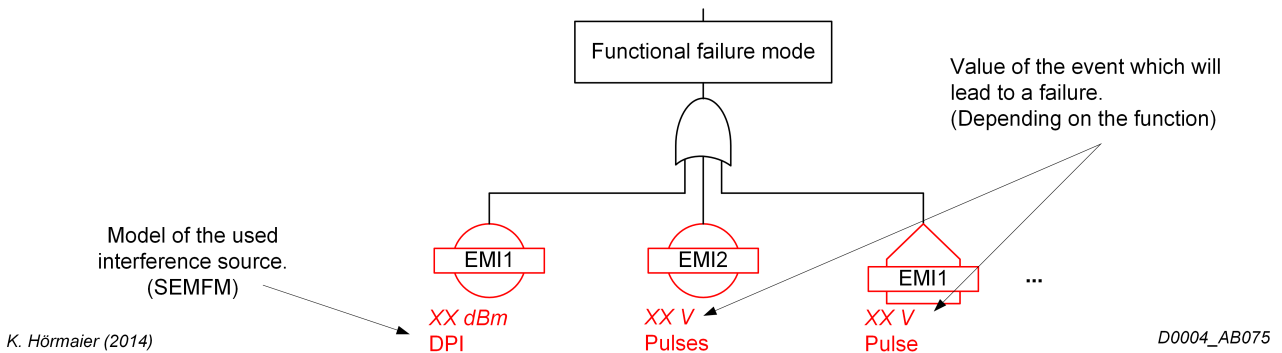 Functional failure mode
Value of the event which will
lead to a failure.
(Depending on the function)
Model of the used
interference source.
(SEMFM)
EMI1
XX dBm
DPI
EMI2
XX V
Pulses
EMI1
XX V
Pulse
...
K. Hörmaier (2014)
D0004_AB075